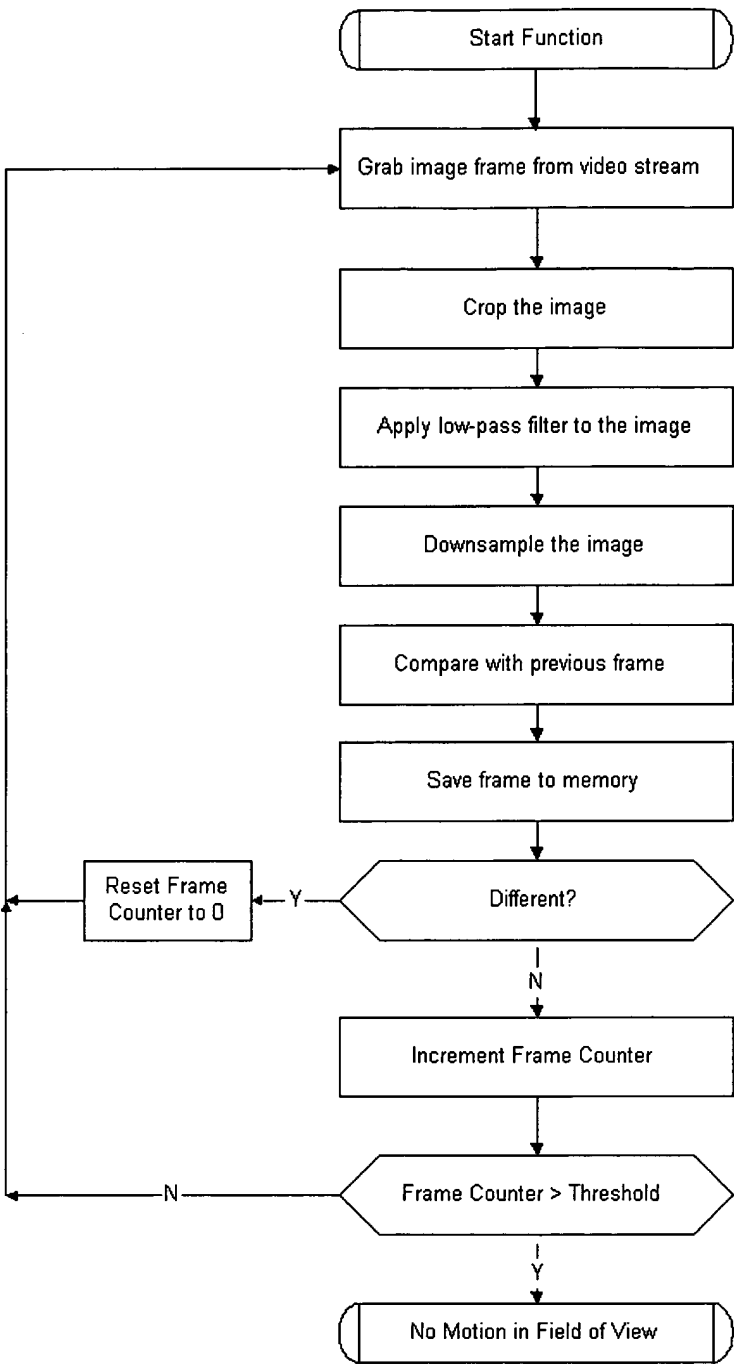 Start Function
Grab image frame from video stream
Crop the image
Apply low-pass filter to the image
Downsample the image
Compare with previous frame
Save frame to memory
Reset Frame
Counter to 0
Y
Different?
N
Increment Frame Counter
N
Frame Counter > Threshold
Y
No Motion in Field of View